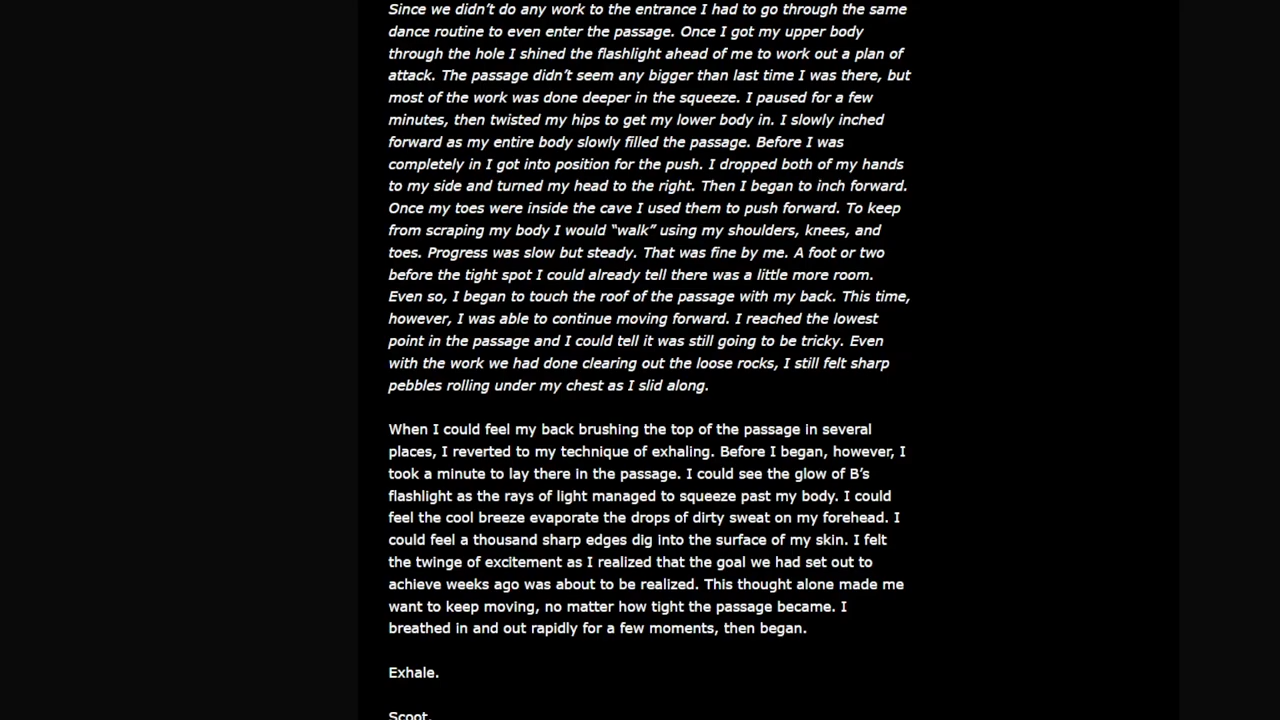 Since we didn’t do any work to the entrance I had to go through the same
dance routine to even enter the passage. Once I got my upper body
through the hole I shined the flashlight ahead of me to work out a plan of
attack. The passage didn’t seem any bigger than last time I was there, but
most of the work was done deeper in the squeeze. I paused for a few
minutes, then twisted my hips to get my lower body in. I slowly inched
forward as my entire body slowly filled the passage. Before I was
completely in I got into position for the push. I dropped both of my hands
to my side and turned my head to the right. Then I began to inch forward.
Once my toes were inside the cave I used them to push forward. To keep
from scraping my body I would “walk” using my shoulders, knees, and
toes. Progress was slow but steady. That was fine by me. A foot or two
before the tight spot I could already tell there was a little more room.
Even so, I began to touch the roof of the passage with my back. This time,
however, I was able to continue moving forward. I reached the lowest
point in the passage and I could tell it was still going to be tricky. Even
with the work we had done clearing out the loose rocks, I still felt sharp
pebbles rolling under my chest as I slid along.
When I could feel my back brushing the top of the passage in several
places, I reverted to my technique of exhaling. Before I began, however, I
took a minute to lay there in the passage. I could see the glow of B’s
flashlight as the rays of light managed to squeeze past my body. I could
feel the cool breeze evaporate the drops of dirty sweat on my forehead. I
could feel a thousand sharp edges dig into the surface of my skin. I felt
the twinge of excitement as I realized that the goal we had set out to
achieve weeks ago was about to be realized. This thought alone made me
want to keep moving, no matter how tight the passage became. I
breathed in and out rapidly for a few moments, then began.
Exhale.
Scoot.